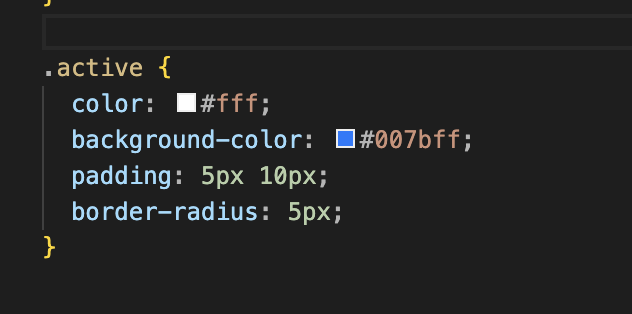 }
.active {
  color: #fff;
  background-color: #007bff;
  padding: 5px 10px;
  border-radius: 5px;
}